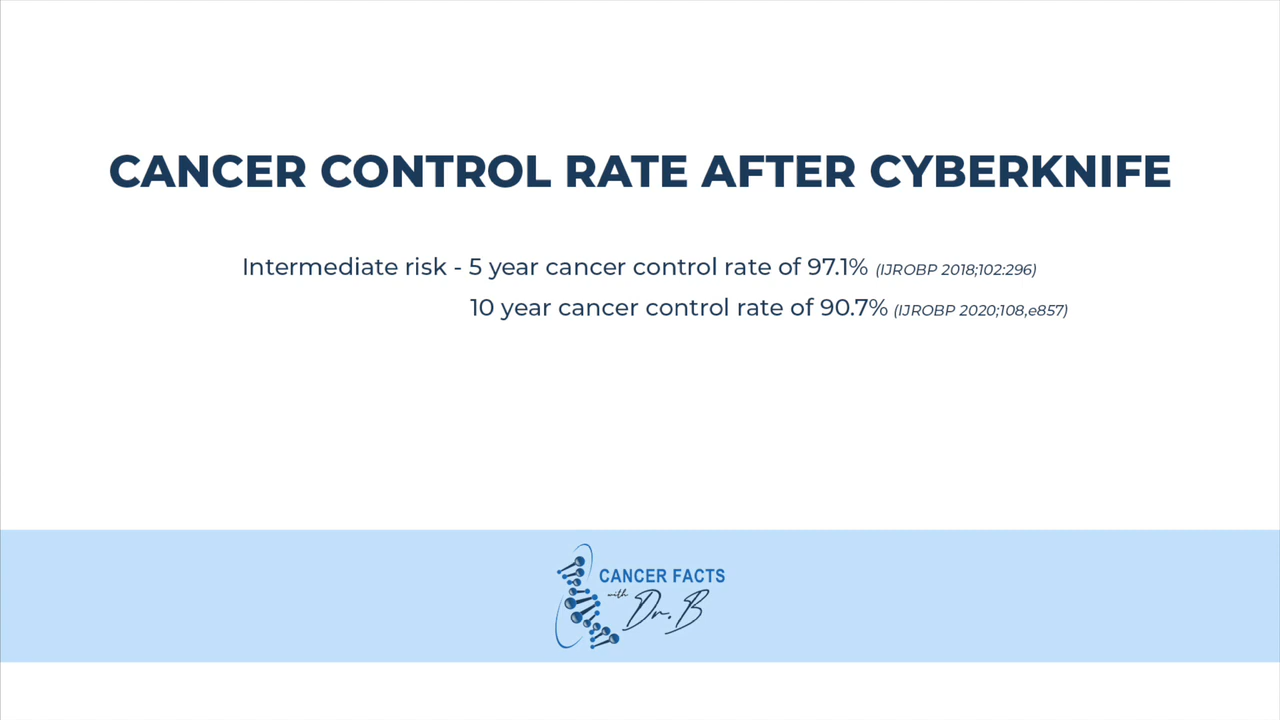 CANCER CONTROL RATE AFTER CYBERKNIFE
Intermediate risk - 5 year cancer control rate of 97.1% (IJROBP 2018;102:296)
10 year cancer control rate of 90.7% (IJROBP 2020;108,e857)
CANCER FACTS
with
Dr. B